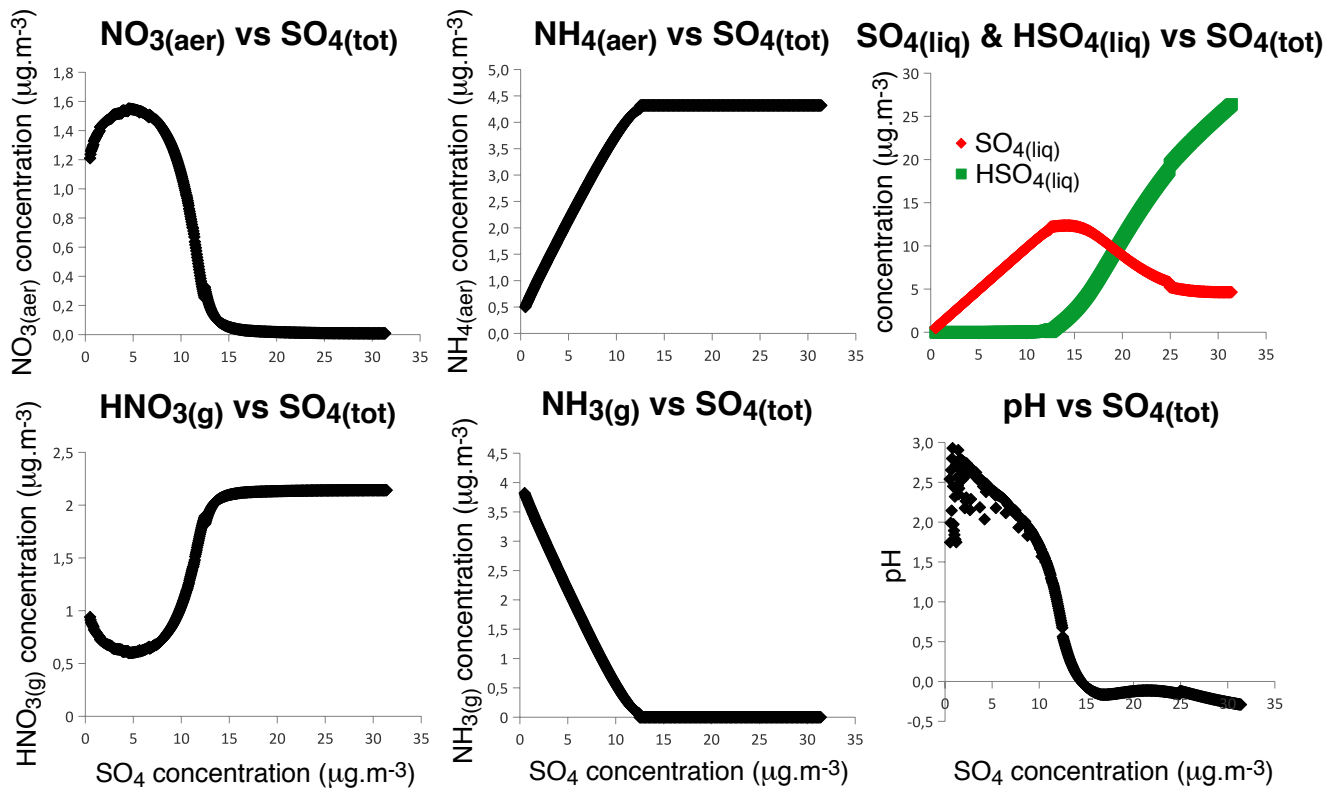 NO3(aer) vs SO4(tot)
NO3(aer) concentration (µg.m-3)
1,8
1,6
1,4
1,2
1,0
0,8
0,6
0,4
0,2
0,0
0 5 10 15 20 25 30 35
NH4(aer) vs SO4(tot)
NH4(aer) concentration (µg.m-3)
5,0
4,5
4,0
3,5
3,0
2,5
2,0
1,5
1,0
0,5
0,0
0 5 10 15 20 25 30 35
SO4(liq) & HSO4(liq) vs SO4(tot)
concentration (µg.m-3)
30
25
20
15
10
5
0
SO4(liq)
HSO4(liq)
0 5 10 15 20 25 30 35
HNO3(g) vs SO4(tot)
HNO3(g) concentration (µg.m-3)
2,5
2
1,5
1
0,5
0
0 5 10 15 20 25 30 35
SO4 concentration (µg.m-3)
NH3(g) vs SO4(tot)
NH3(g) concentration (µg.m-3)
4,5
4
3,5
3
2,5
2
1,5
1
0,5
0
0 5 10 15 20 25 30 35
SO4 concentration (µg.m-3)
pH vs SO4(tot)
pH
3,0
2,5
2,0
1,5
1,0
0,5
0,0
-0,5
0 5 10 15 20 25 30 35
SO4 concentration (µg.m-3)